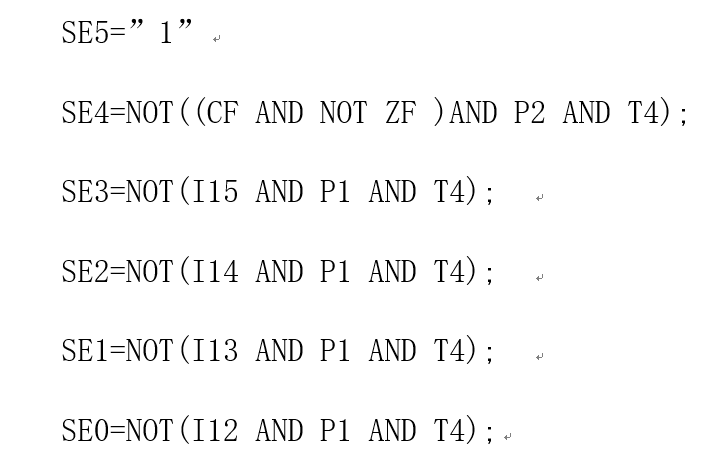 SE5=”1”
SE4=NOT((CF AND NOT ZF )AND P2 AND T4);
SE3=NOT(I15 AND P1 AND T4);
SE2=NOT(I14 AND P1 AND T4);
SE1=NOT(I13 AND P1 AND T4);
SE0=NOT(I12 AND P1 AND T4);